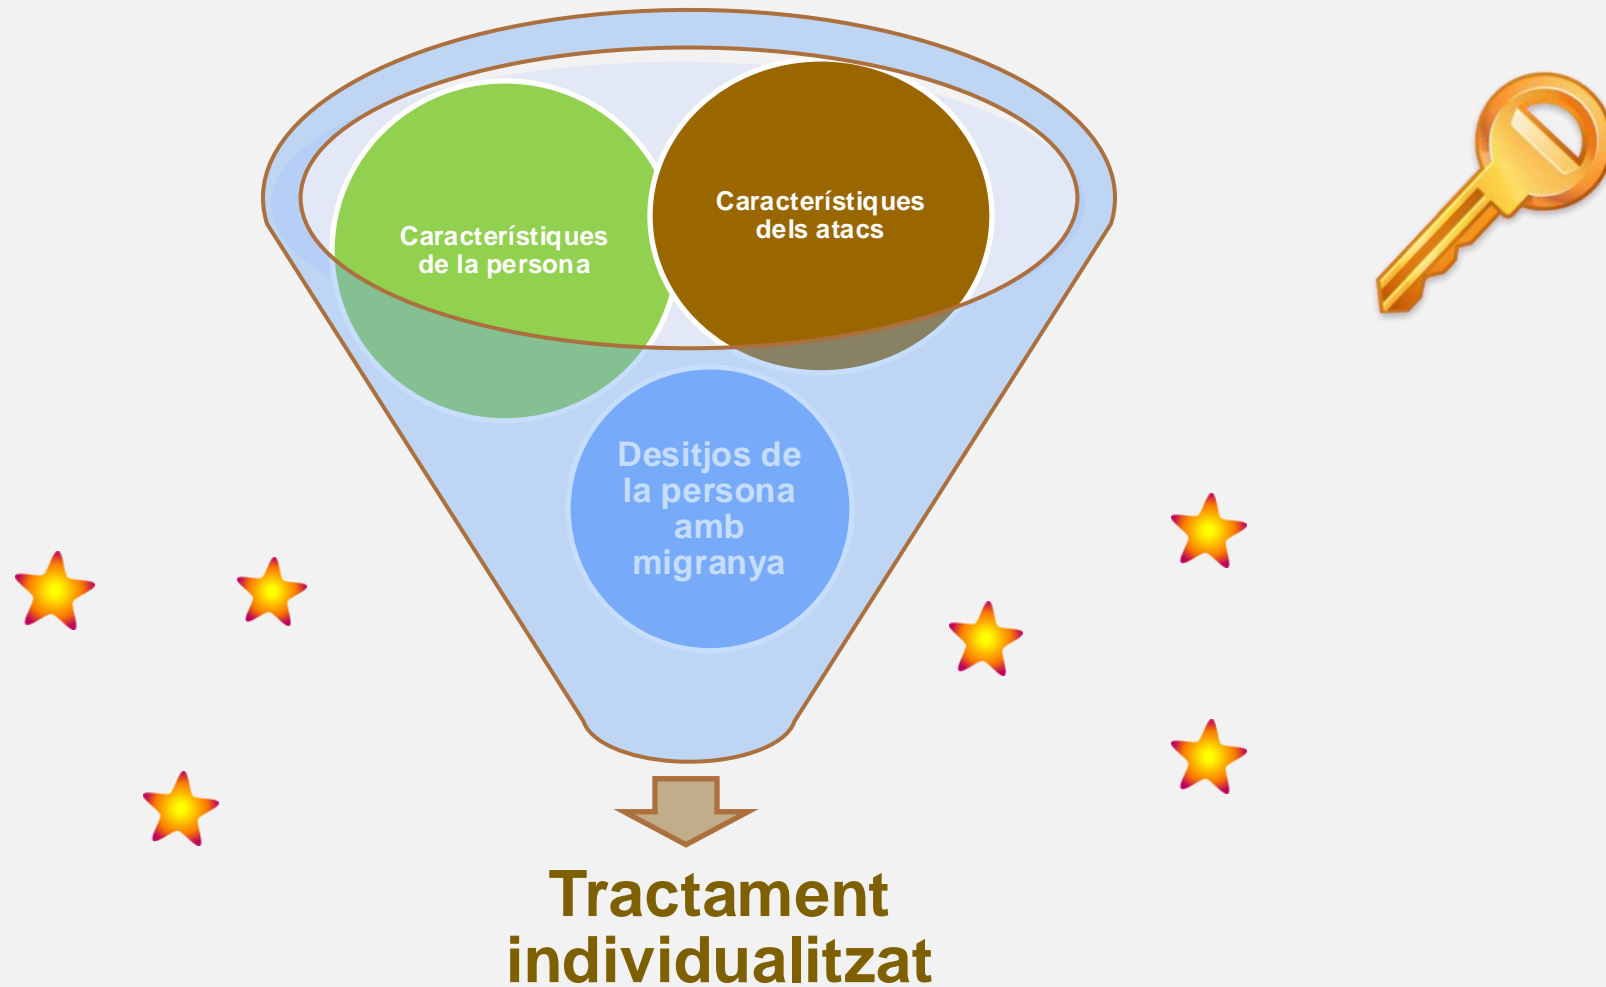 Característiques
de la persona
Característiques
dels atacs
Desitjos de
la persona
amb
migranya
Tractament
individualitzat